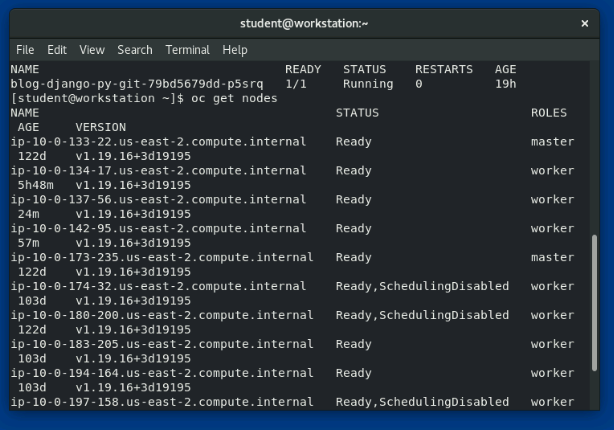 student@workstation:~
×
File Edit View Search Terminal Help
NAME READY STATUS RESTARTS AGE
blog-django-py-git-79bd5679dd-p5srq 1/1 Running 0 19h
[student@workstation ~]$ oc get nodes
NAME STATUS ROLES
AGE VERSION
ip-10-0-133-22.us-east-2.compute.internal Ready master
122d v1.19.16+3d19195
ip-10-0-134-17.us-east-2.compute.internal Ready worker
5h48m v1.19.16+3d19195
ip-10-0-137-56.us-east-2.compute.internal Ready worker
24m v1.19.16+3d19195
ip-10-0-142-95.us-east-2.compute.internal Ready worker
57m v1.19.16+3d19195
ip-10-0-173-235.us-east-2.compute.internal Ready master
122d v1.19.16+3d19195
ip-10-0-174-32.us-east-2.compute.internal Ready,SchedulingDisabled worker
103d v1.19.16+3d19195
ip-10-0-180-200.us-east-2.compute.internal Ready,SchedulingDisabled worker
122d v1.19.16+3d19195
ip-10-0-183-205.us-east-2.compute.internal Ready worker
103d v1.19.16+3d19195
ip-10-0-194-164.us-east-2.compute.internal Ready worker
103d v1.19.16+3d19195
ip-10-0-197-158.us-east-2.compute.internal Ready,SchedulingDisabled worker